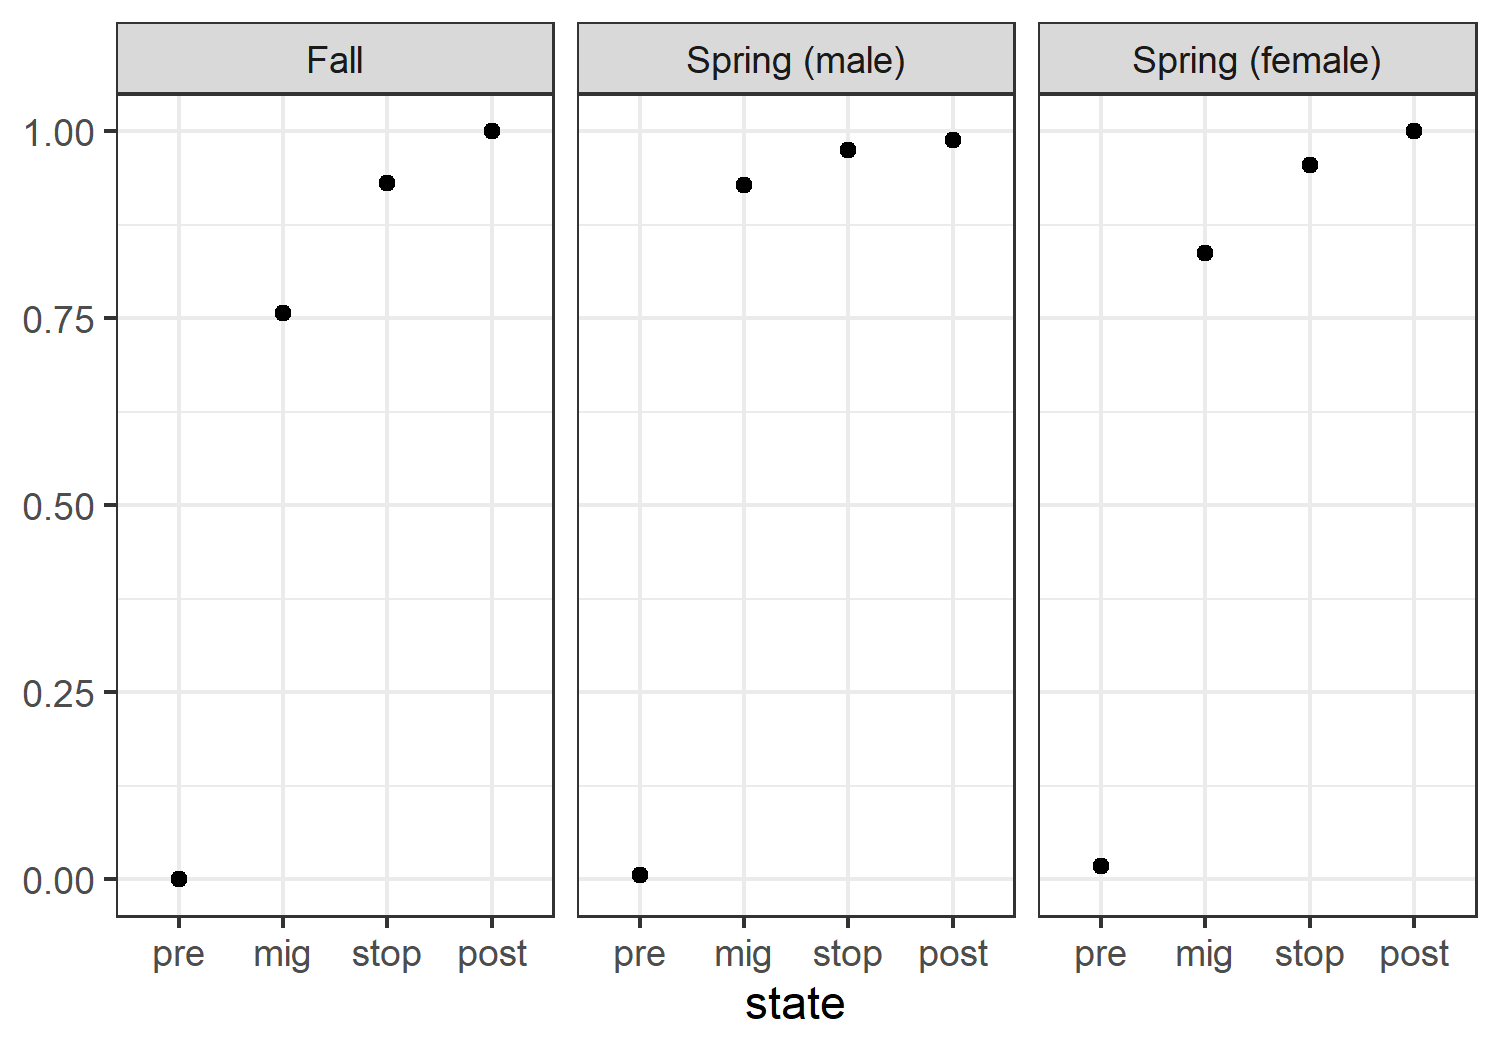 Fall Spring (male) Spring (female)
1.00
0.75
0.50
0.25
0.00
pre mig stop post pre mig stop post pre mig stop post
state